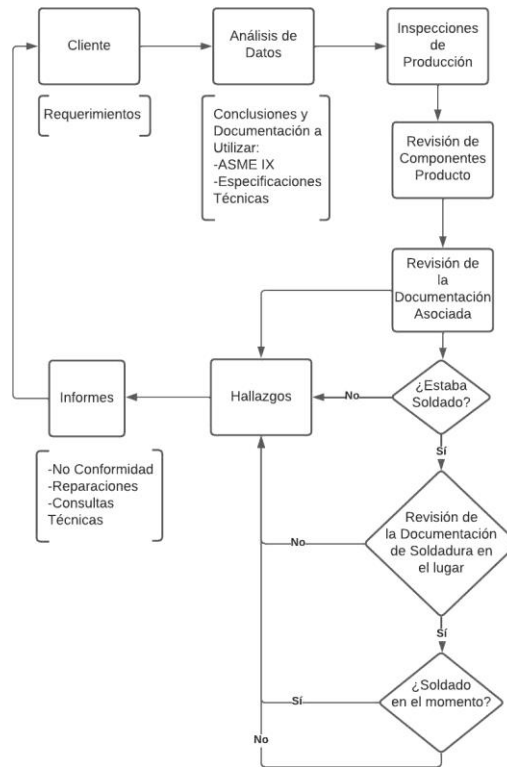 Cliente
Análisis de
Datos
Inspecciones
de
Producción
Requerimientos
Conclusiones y
Documentación a
Utilizar:
-ASME IX
-Especificaciones
Técnicas
Revisión de
Componentes
Producto
Revisión de
la
Documentación
Asociada
Informes
Hallazgos
No
¿Estaba
Soldado?
-No Conformidad
-Reparaciones
-Consultas
Técnicas
Sí
Revisión de
la Documentación
de Soldadura en
el lugar
No
Sí
¿Soldado
en el momento?
Sí
No